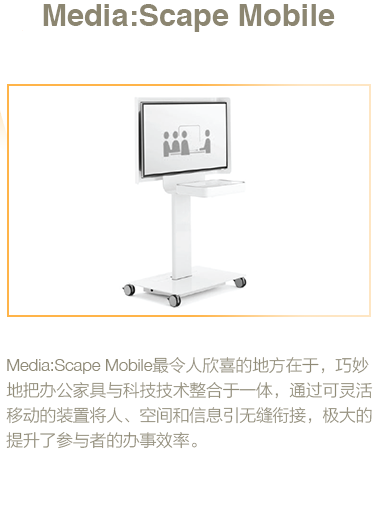 Media:Scape Mobile
Media:Scape Mobile最令人欣喜的地方在于，巧妙
地把办公家具与科技技术整合于一体，通过可灵活
移动的装置将人、空间和信息引无缝衔接，极大的
提升了参与者的办事效率。